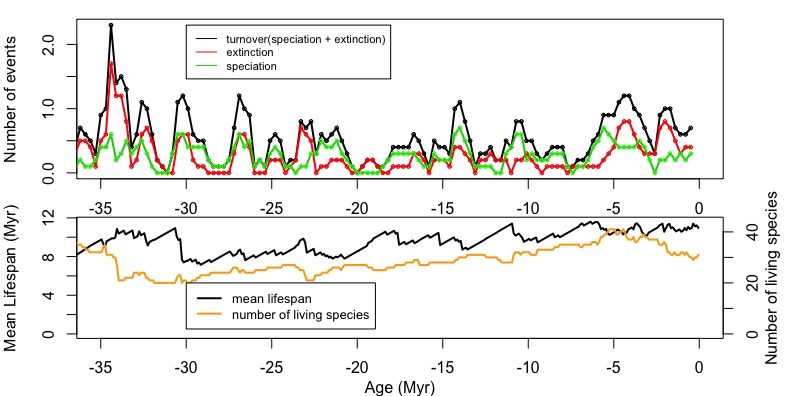 Number of events
2.0
1.0
0.0
turnover(speciation + extinction)
extinction
speciation
-35 -30 -25 -20 -15 -10 -5 0
Mean Lifespan (Myr)
12
8
4
0
mean lifespan
number of living species
40
20
0
Number of living species
-35 -30 -25 -20 -15 -10 -5 0
Age (Myr)